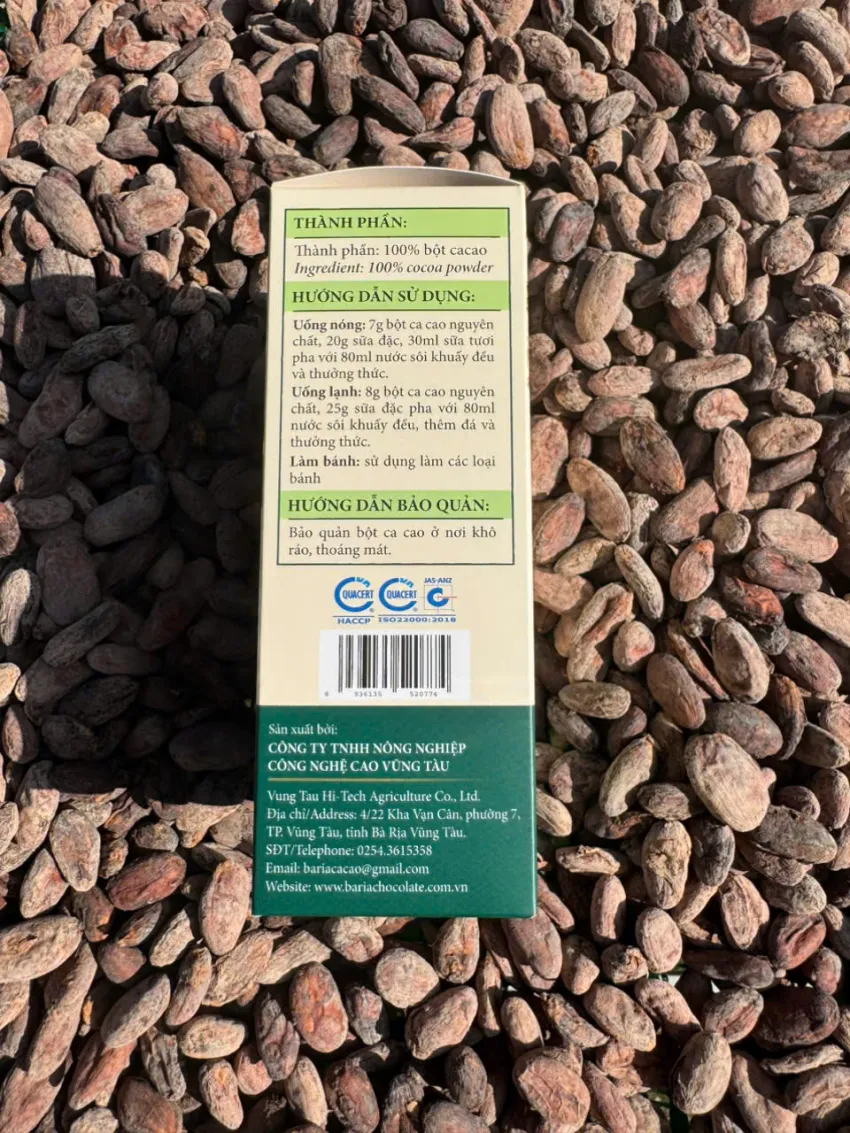 THÀNH PHẦN:
Thành phần: 100% bột cacao
Ingredient: 100% cocoa powder
HƯỚNG DẪN SỬ DỤNG:
Uống nóng: 7g bột ca cao nguyên
chất, 20g sữa đặc, 30ml sữa tươi
pha với 80ml nước sôi khuấy đều
và thưởng thức.
Uống lạnh: 8g bột ca cao nguyên
chất, 25g sữa đặc pha với 80ml
nước sôi khuấy đều, thêm đá và
thưởng thức.
Làm bánh: sử dụng làm các loại
bánh
HƯỚNG DẪN BẢO QUẢN:
Bảo quản bột ca cao ở nơi khô
ráo, thoáng mát.
QUACERT QUACERT JAS-ANZ
HACCP ISO22000:2018
8 936135 520774
Sản xuất bởi:
CÔNG TY TNHH NÔNG NGHIỆP
CÔNG NGHỆ CAO VŨNG TÀU
Vung Tau Hi-Tech Agriculture Co., Ltd.
Địa chỉ/Address: 4/22 Kha Vạn Cân, phường 7,
TP. Vũng Tàu, tỉnh Bà Rịa Vũng Tàu.
SĐT/Telephone: 0254.3615358
Email: bariacacao@gmail.com
Website: www.bariachocolate.com.vn